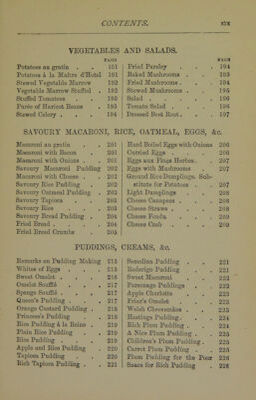 CONTENTS. xix
VEGETABLES AND SALADS.
PAGE
Potatoes au gratin . . 191
Potatoes à la Maître d'Hotel 191
Stewed Vegetable Marrow 192
Vegetable Marrow Stuffed . 192
Stuffed Tomatoes . . 193
Purée of Haricot Beans . 193
Stewed Celery . . . 194
PAGE
Fried Parsley . . . 194
Baked Mushrooms . . 193
Fried Mushrooms . . . 194
Stewed Mushrooms . . 195
Salad . . . . 196
Tomato Salad . . . 196
Dressed Beet Root . . 197
SAVOURY MACARONI, RICE, OATMEAL, EGGS, &c.
Macaroni au gratin . . 201
Macaroni with Bacon . . 201
Macaroni with Onions . . 201
Savoury Macaroni Pudding 202
Macaroni with Cheese . . 202
Savoury Rice Pudding . . 202
Savoury Oatmeal Pudding . 203
Savoury Tapioca . . 203
Savoury Rice . . . 203
Savoury Bread Pudding . 204
Fried Bread . . . 204
Fried Bread Crumbs . 205
Hard Boiled Eggs with Onions 206
Curried Eggs . . . 206
Eggs aux Fines Herbes . 207
Eggs with Mushrooms . 207
Ground Rice Dumplings. Substitute for Potatoes . . 207
Light Dumplings . . 208
Cheese Canapees . . . 208
Cheese Straws . . . 208
Cheese Fondu . . . 209
Cheese Crab . . . 209
PUDDINGS, CREAMS, &c.
Remarks on Pudding Making 213
Whites of Eggs . . . 215
Sweet Omelet . . . 216
Omelet Soufflé . . . 217
Sponge Soufflé . . . 217
Queen's Pudding . . . 217
Orange Custard Pudding . 218
Princess's Pudding . . 218
Rice Pudding à la Reine . 219
Plain Rice Pudding . . 219
Rice Pudding . . . 219
Apple and Rice Pudding . 220
Tapioca Pudding . . 220
Rich Tapioca Pudding . 221
Semolina Pudding . . 221
Roderigo Pudding . . 221
Sweet Macaroni . . . 222
Parsonage Puddings . . 222
Apple Charlotte . . . 223
Friar's Omelet . . . 223
Welsh Cheesecakes . . 223
Hastings Pudding . . 224
Rich Plum Pudding . . 224
A Nice Plum Pudding . . 225
Children's Plum Pudding . 225
Carrot Plum Pudding . . 225
Plum Pudding for the Poor 226
Sauce for Rich Pudding . 226